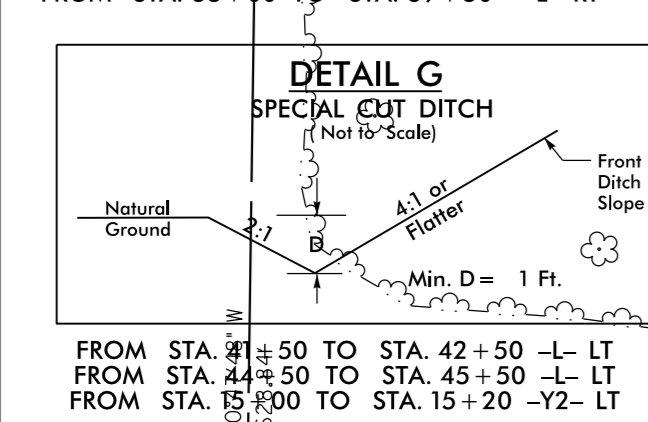 DETAIL G
SPECIAL CUT DITCH
( Not to Scale)
Natural
Ground
2:1
D
4:1 or
Flatter
Front
Ditch
Slope
Min. D = 1 Ft.
FROM STA. 41+50 TO STA. 42+50 -L- LT
FROM STA. 44+50 TO STA. 45+50 -L- LT
FROM STA. 15+00 TO STA. 15+20 -Y2- LT